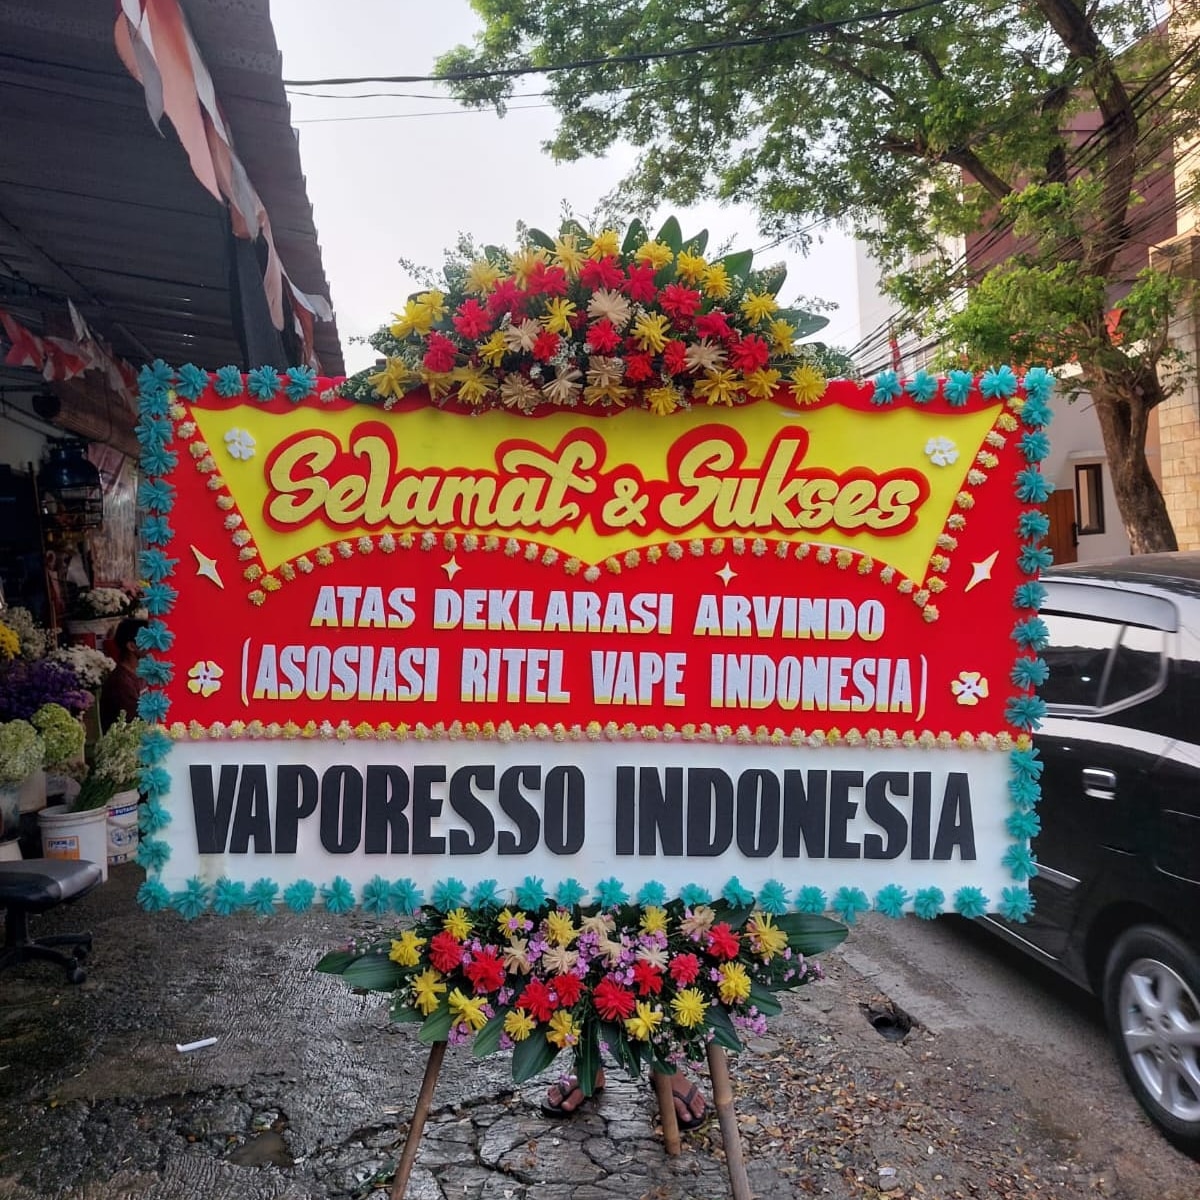 Selamat & Sukses
ATAS DEKLARASI ARVINDO
(ASOSIASI RITEL VAPE INDONESIA)
VAPORESSO INDONESIA